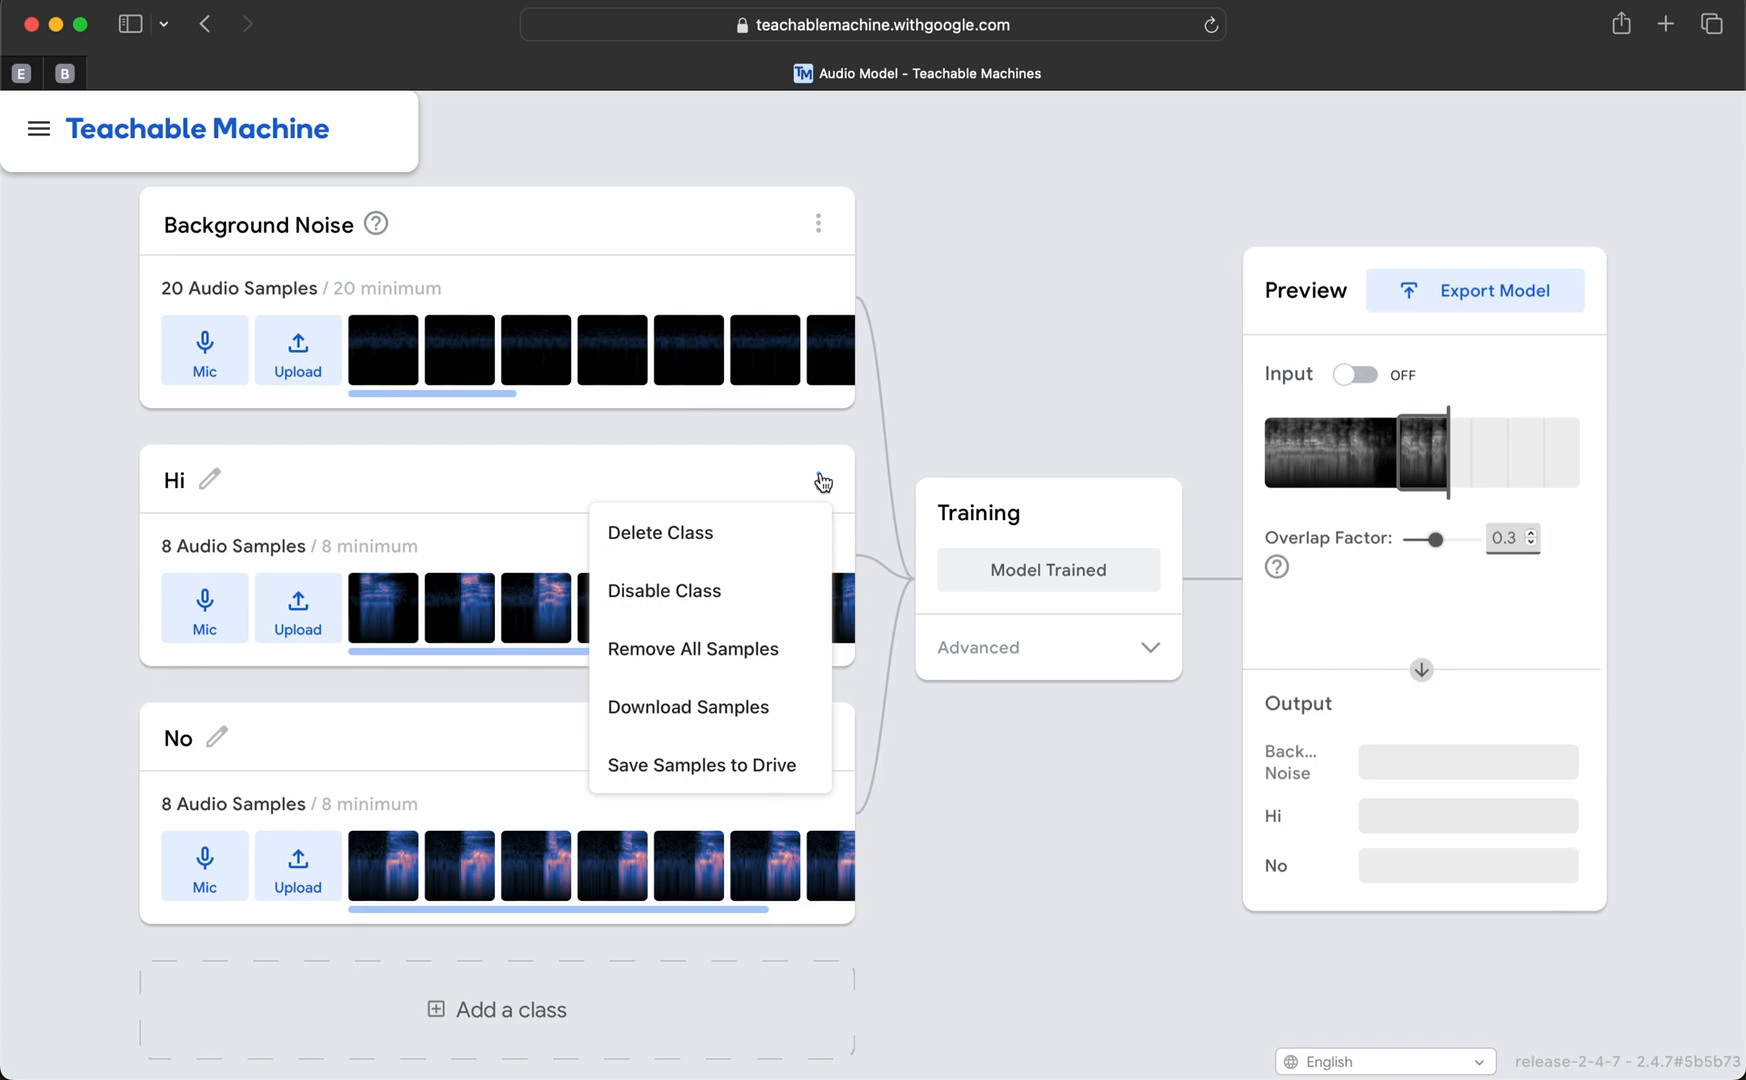 teachablemachine.withgoogle.com
E
B
TM Audio Model - Teachable Machines
Teachable Machine
Background Noise
20 Audio Samples / 20 minimum
Mic
Upload
Hi
8 Audio Samples / 8 minimum
Mic
Upload
Delete Class
Disable Class
Remove All Samples
Download Samples
Save Samples to Drive
No
8 Audio Samples / 8 minimum
Mic
Upload
Add a class
Training
Model Trained
Advanced
Preview
Export Model
Input
OFF
Overlap Factor:
0.3
Output
Back...
Noise
Hi
No
English
release-2-4-7 - 2.4.7#5b5b73